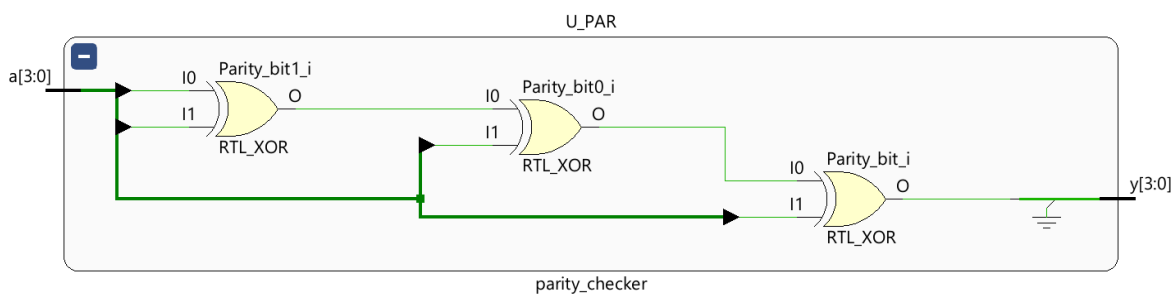 U_PAR
a[3:0]
I0
I1
Parity_bit1_i
O
RTL_XOR
I0
I1
Parity_bit0_i
O
RTL_XOR
I0
I1
Parity_bit_i
O
RTL_XOR
y[3:0]
parity_checker